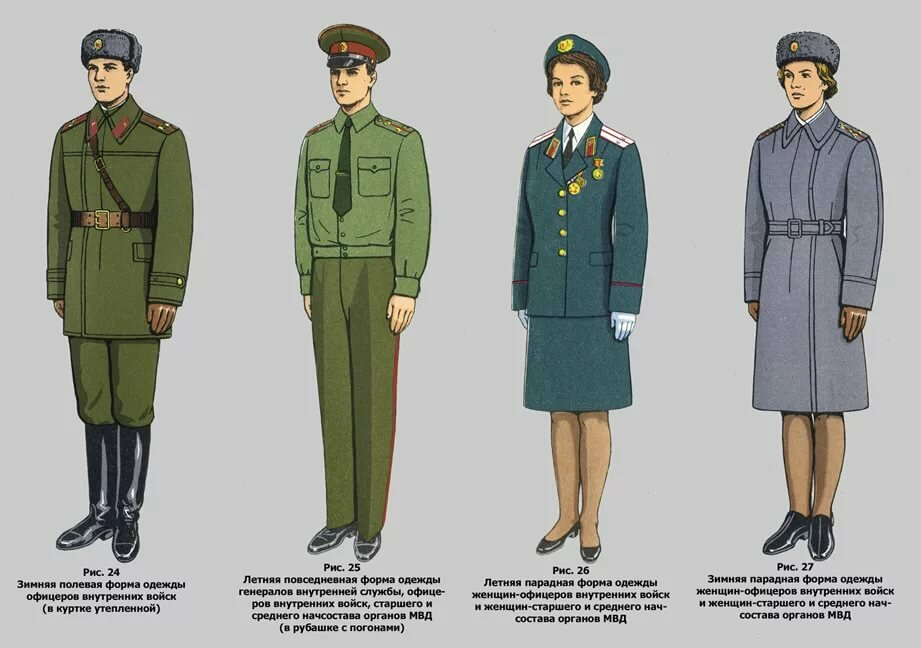 Рис. 24
Зимняя полевая форма одежды
офицеров внутренних войск
(в куртке утепленной)
Рис. 25
Летняя повседневная форма одежды
генералов внутренней службы, офице-
ров внутренних войск, старшего и
среднего начсостава органов МВД
(в рубашке с погонами)
Рис. 26
Летняя парадная форма одежды
женщин-офицеров внутренних войск
и женщин-старшего и среднего нач-
состава органов МВД
Рис. 27
Зимняя парадная форма одежды
женщин-офицеров внутренних войск
и женщин-старшего и среднего нач-
состава органов МВД